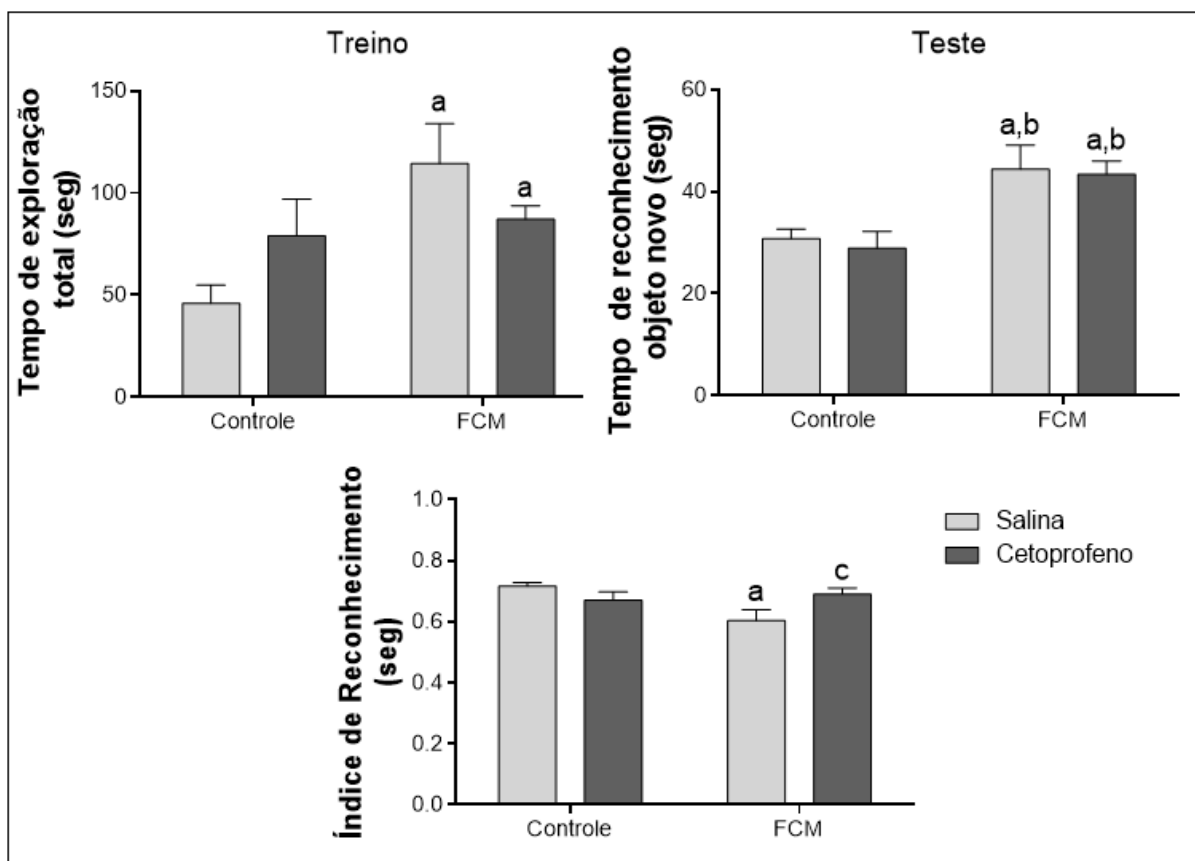 Treino
Tempo de exploração
total (seg)
150
100
50
0
a
a
Controle
FCM
Teste
Tempo de reconhecimento
objeto novo (seg)
60
40
20
0
a,b
a,b
Controle
FCM
Índice de Reconhecimento
(seg)
1.0
0.8
0.6
0.4
0.2
0.0
a
c
Controle
FCM
Salina
Cetoprofeno